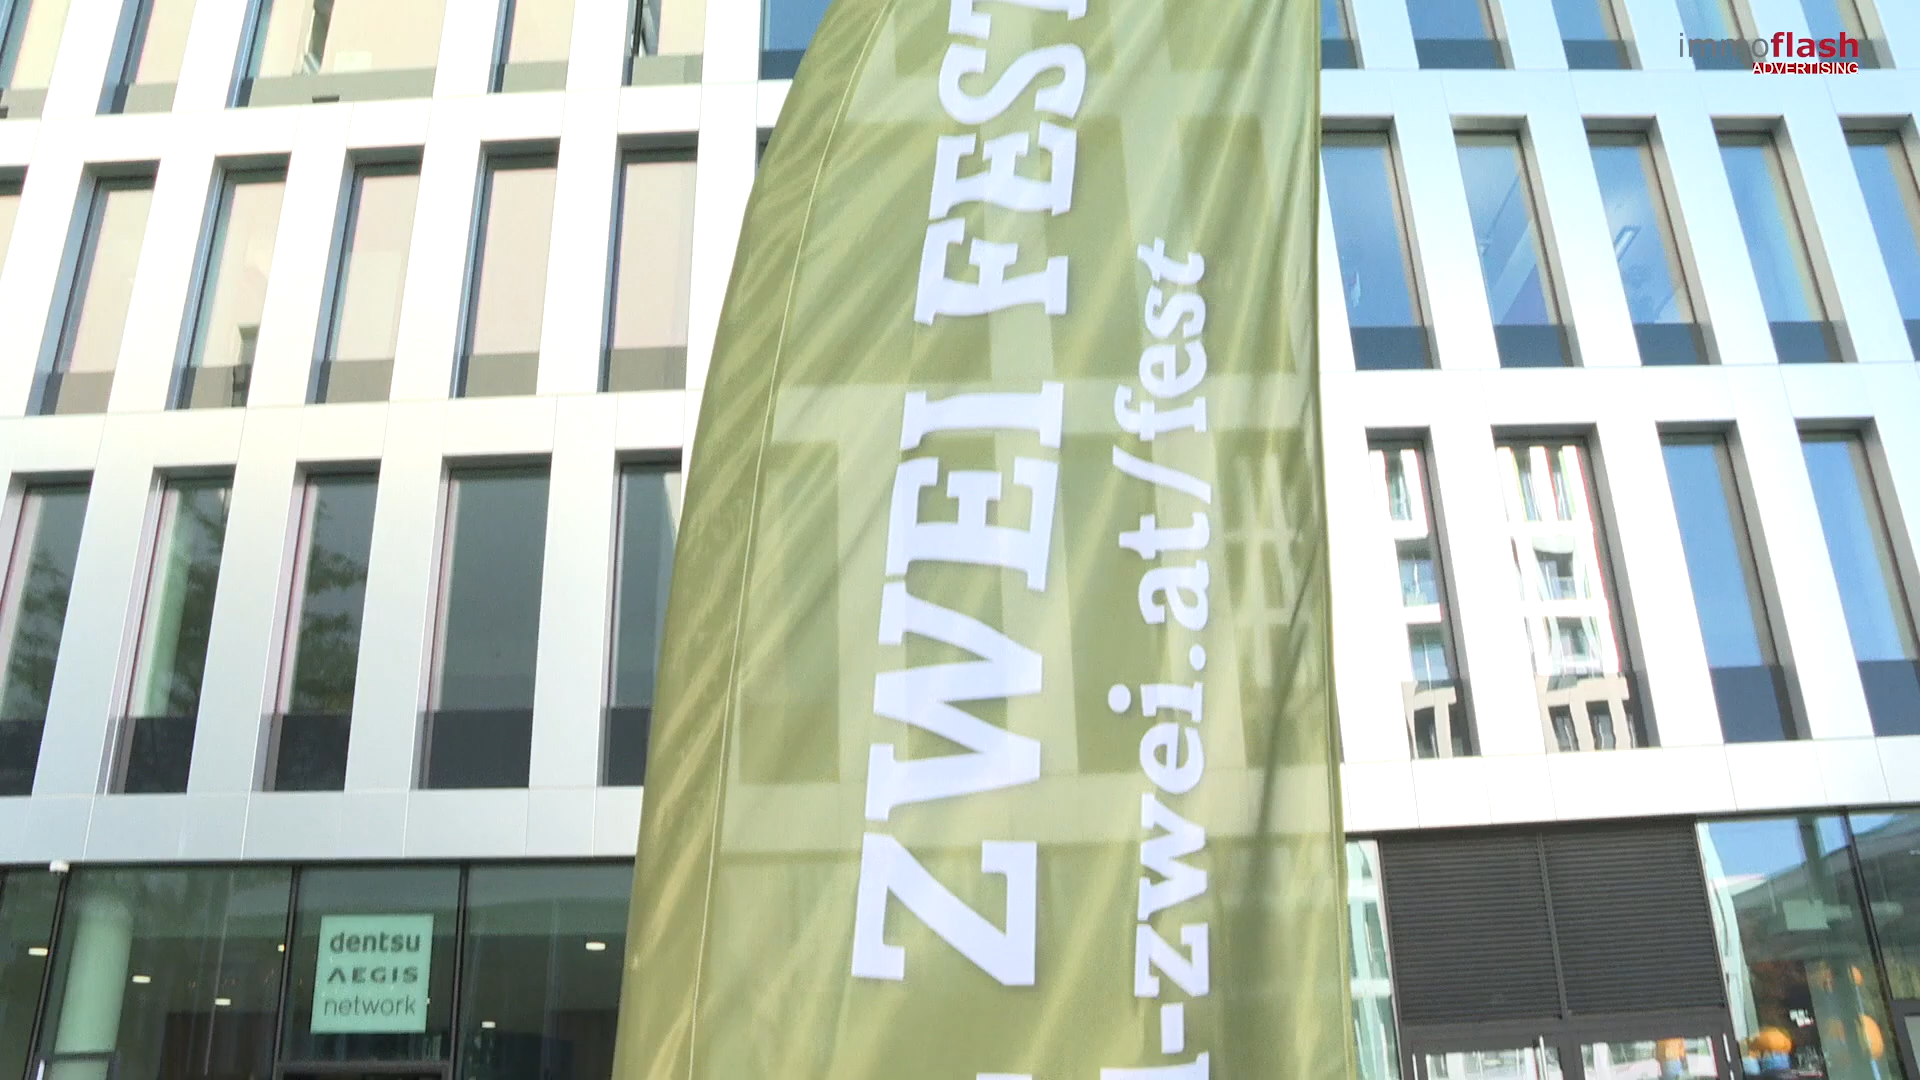 immoflash
ADVERTISING
ZWEI FEST
-zwei.at/fest
dentsu
AEGIS
network